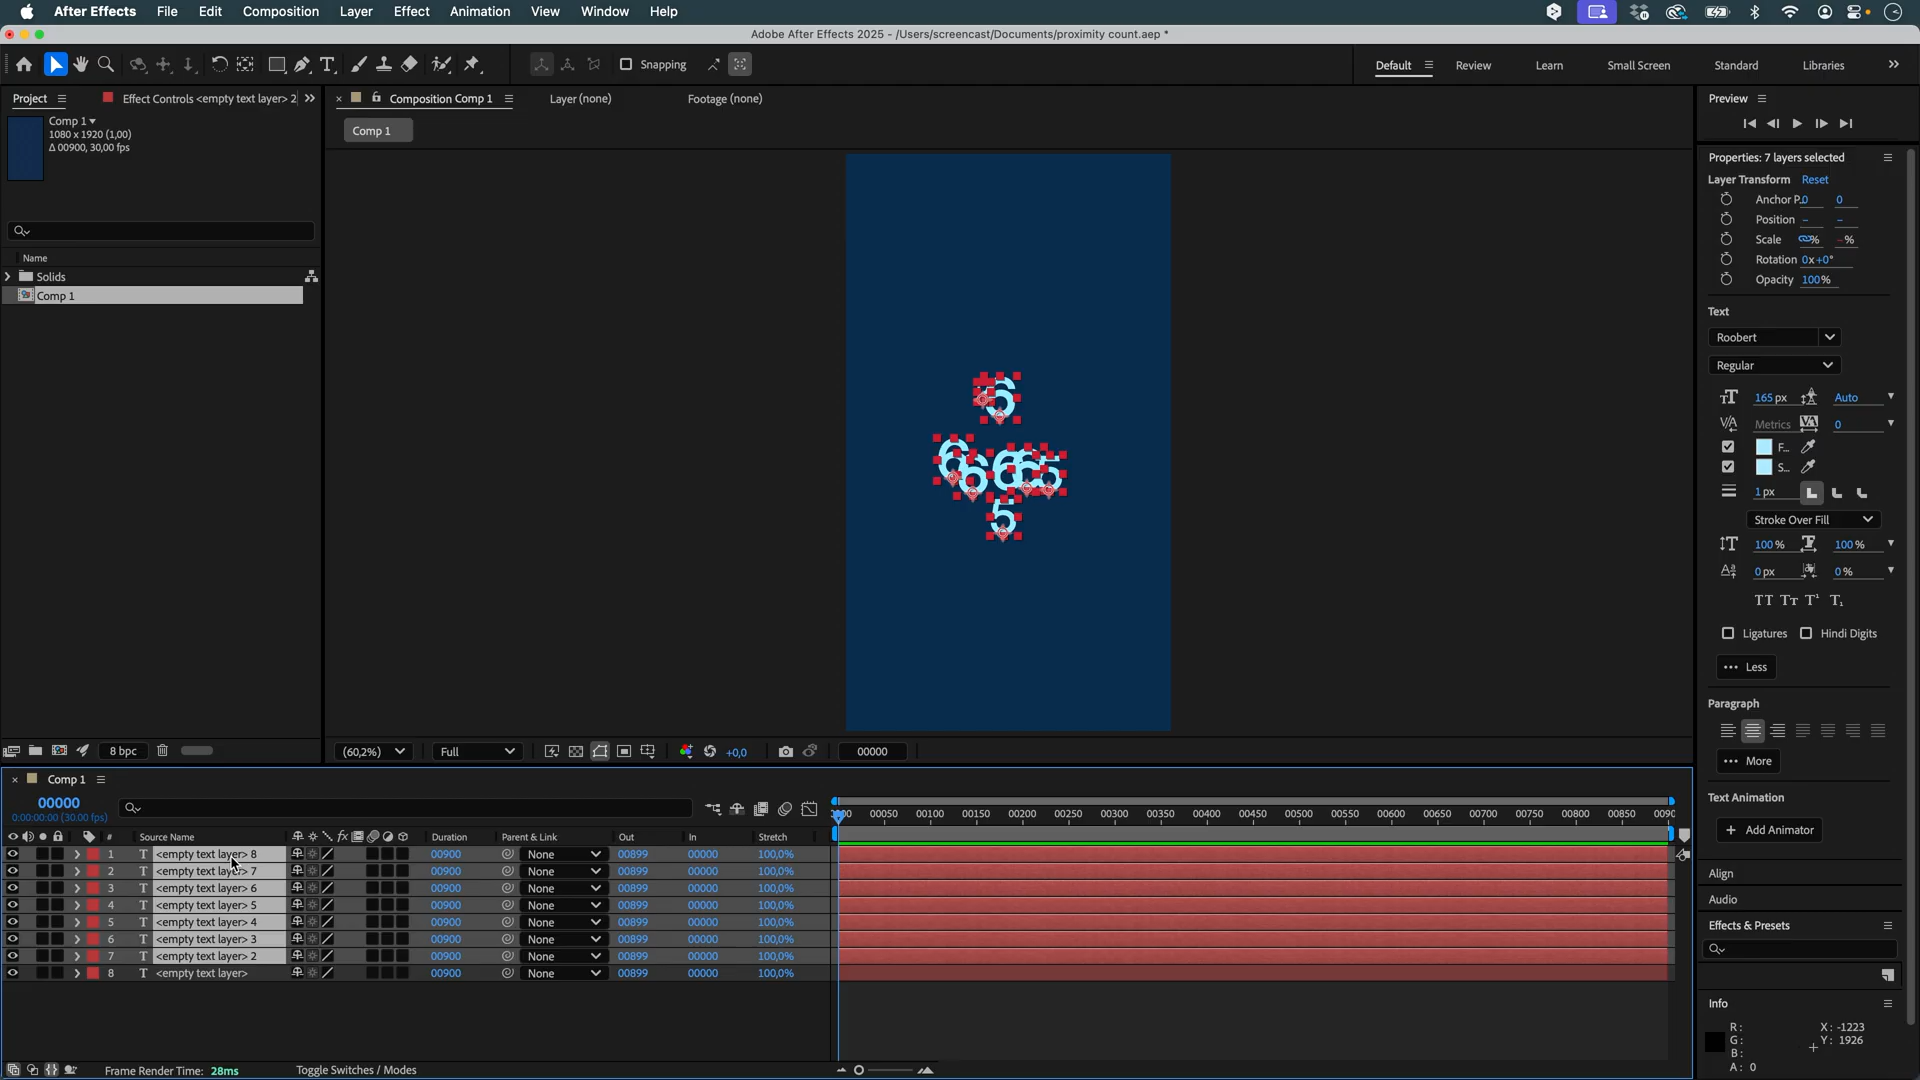 After Effects File Edit Composition Layer Effect Animation View Window Help
Adobe After Effects 2025 - /Users/screencast/Documents/proximity count.aep *
Snapping Default Review Learn Small Screen Standard Libraries
Project Effect Controls <empty text layer> 2
Composition Comp 1 Layer (none) Footage (none)
Comp 1
1080 x 1920 (1,00)
Δ 00900, 30,00 fps
Comp 1
Name
Solids
Comp 1
6
6 6 6 6 5
5
8 bpc
(60,2%) Full +0,0 00000
Preview
Properties: 7 layers selected
Layer Transform Reset
Anchor P. 0 0
Position – –
Scale % – %
Rotation 0x+0°
Opacity 100%
Text
Roobert
Regular
165 px Auto
Metrics 0
F...
S...
1 px
Stroke Over Fill
100 % 100 %
0 px 0 %
Ligatures Hindi Digits
Less
Paragraph
More
Text Animation
Add Animator
Align
Audio
Effects & Presets
Info
R: X: -1223
G: Y: 1926
B:
A: 0
Comp 1
00000
0:00:00:00 (30.00 fps)
00050 00100 00150 00200 00250 00300 00350 00400 00450 00500 00550 00600 00650 00700 00750 00800 00850 0090
# Source Name Duration Parent & Link Out In Stretch
1 T <empty text layer> 8 00900 None 00899 00000 100,0%
2 T <empty text layer> 7 00900 None 00899 00000 100,0%
3 T <empty text layer> 6 00900 None 00899 00000 100,0%
4 T <empty text layer> 5 00900 None 00899 00000 100,0%
5 T <empty text layer> 4 00900 None 00899 00000 100,0%
6 T <empty text layer> 3 00900 None 00899 00000 100,0%
7 T <empty text layer> 2 00900 None 00899 00000 100,0%
8 T <empty text layer> 00900 None 00899 00000 100,0%
Frame Render Time: 28ms Toggle Switches / Modes